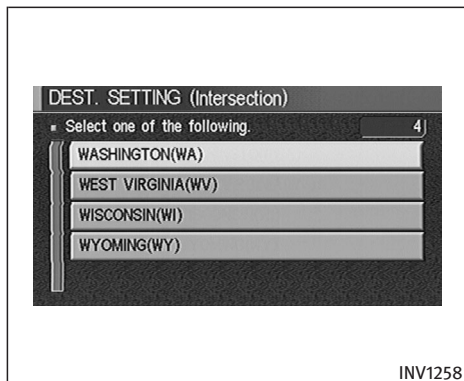 DEST. SETTING (Intersection)
Select one of the following. 4
WASHINGTON(WA)
WEST VIRGINIA(WV)
WISCONSIN(WI)
WYOMING(WY)
INV1258